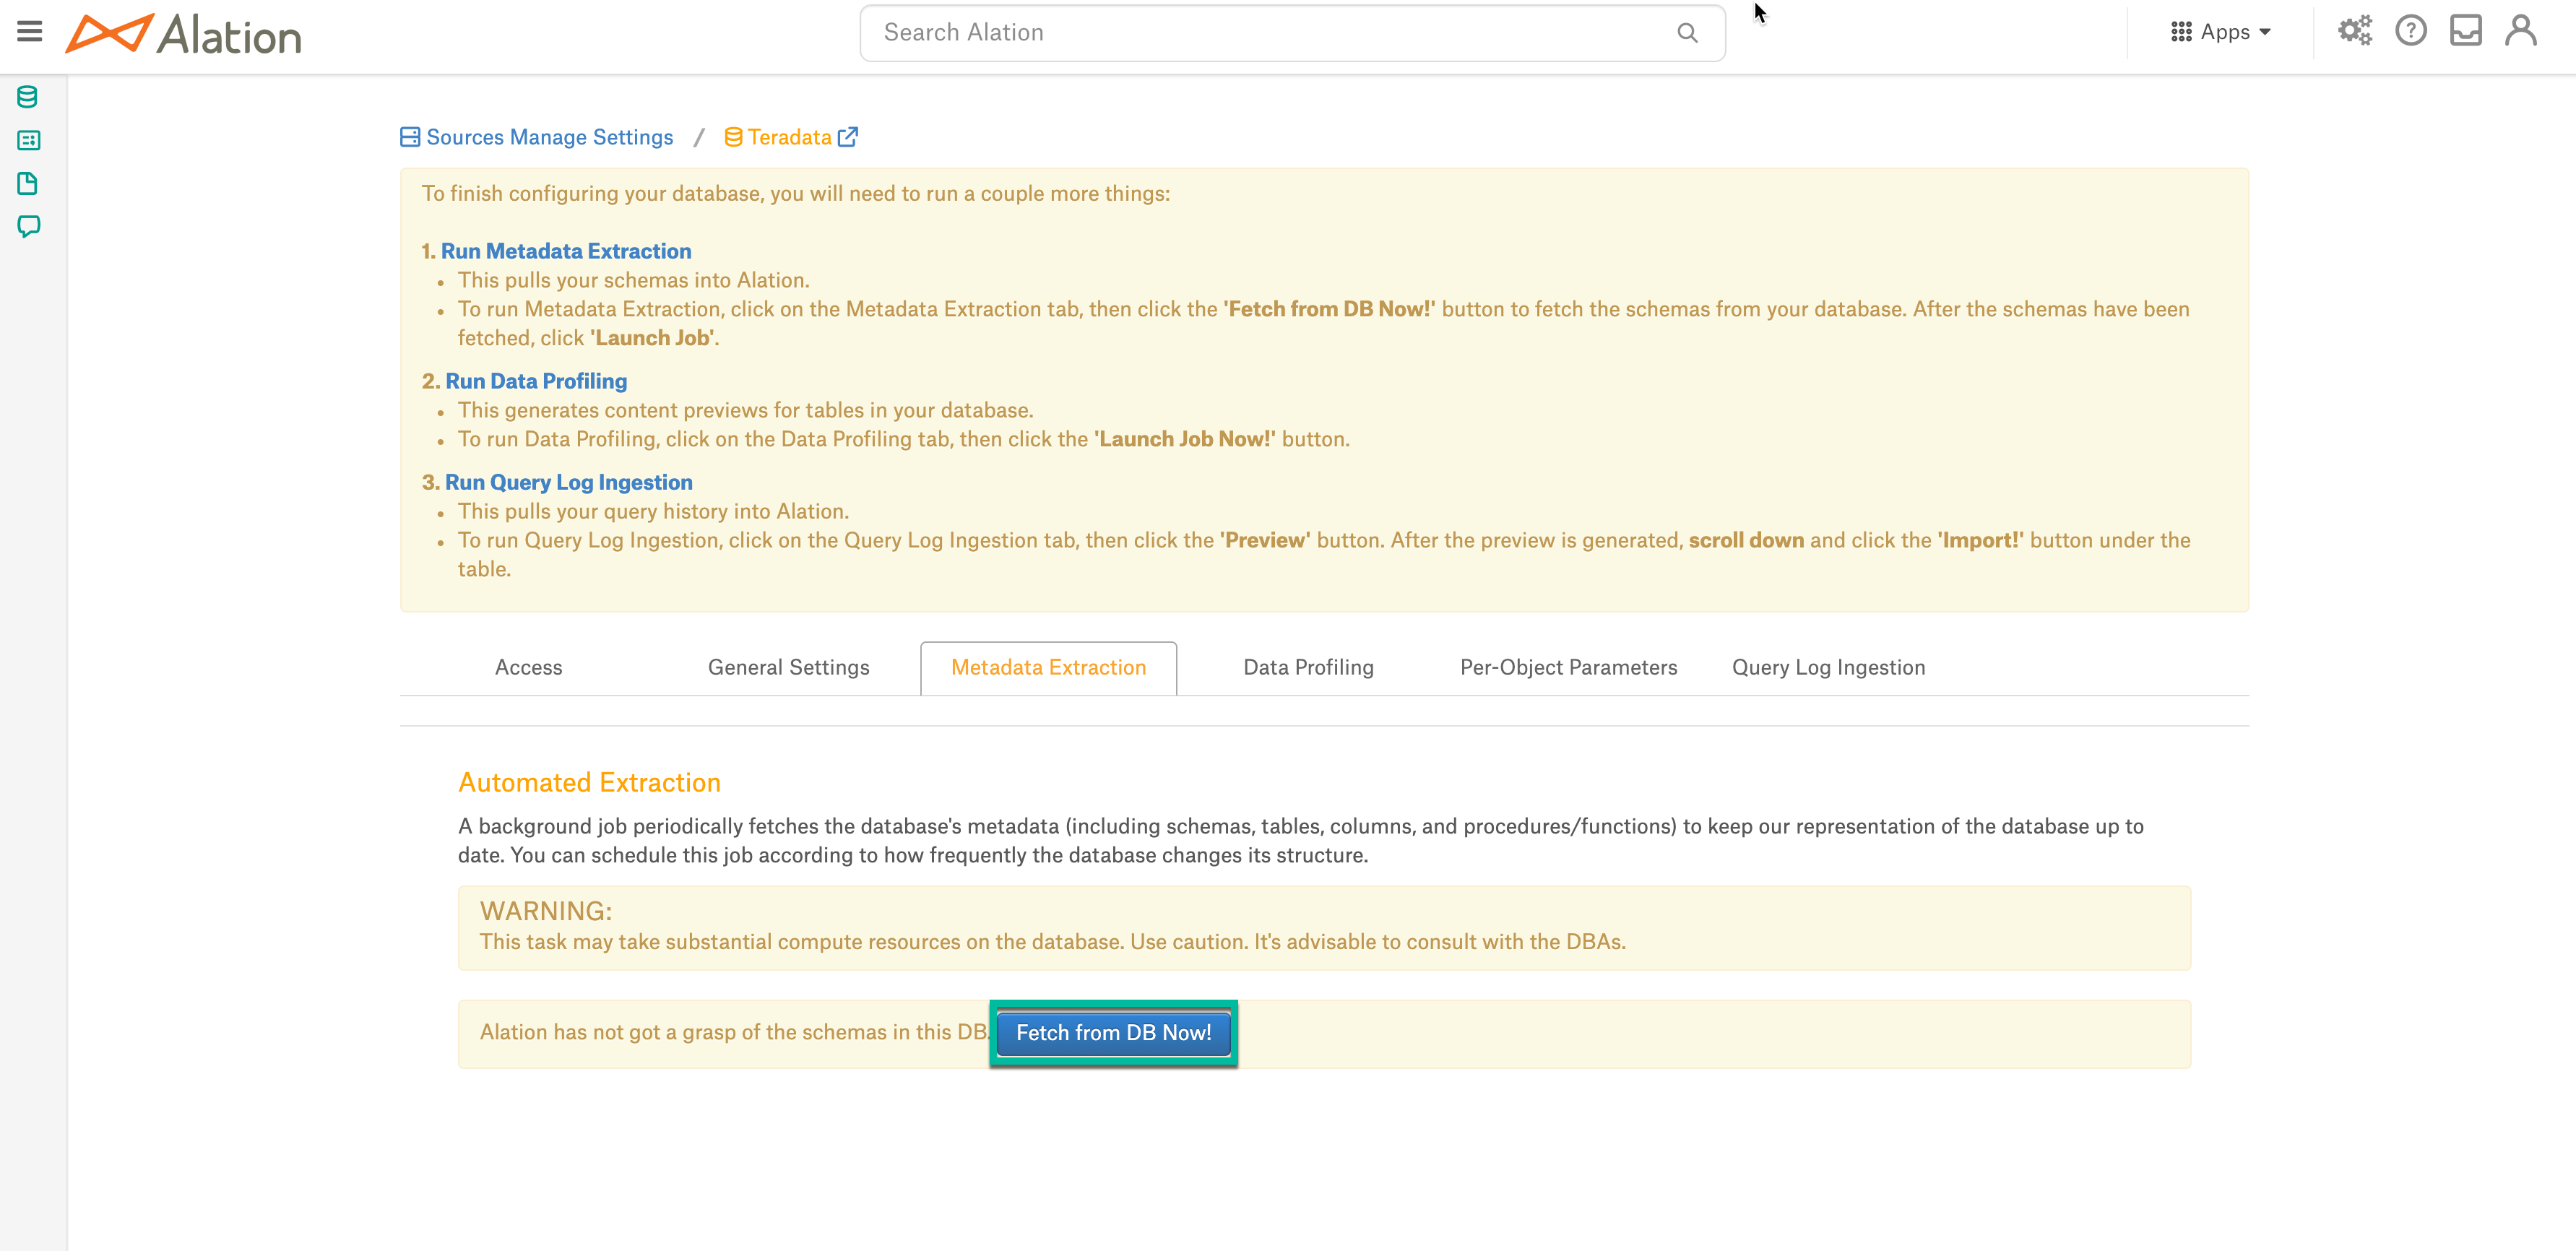 Alation
Search Alation
Apps
Sources Manage Settings / Teradata
To finish configuring your database, you will need to run a couple more things:
1. Run Metadata Extraction
• This pulls your schemas into Alation.
• To run Metadata Extraction, click on the Metadata Extraction tab, then click the 'Fetch from DB Now!' button to fetch the schemas from your database. After the schemas have been
fetched, click 'Launch Job'.
2. Run Data Profiling
• This generates content previews for tables in your database.
• To run Data Profiling, click on the Data Profiling tab, then click the 'Launch Job Now!' button.
3. Run Query Log Ingestion
• This pulls your query history into Alation.
• To run Query Log Ingestion, click on the Query Log Ingestion tab, then click the 'Preview' button. After the preview is generated, scroll down and click the 'Import!' button under the
table.
Access General Settings Metadata Extraction Data Profiling Per-Object Parameters Query Log Ingestion
Automated Extraction
A background job periodically fetches the database's metadata (including schemas, tables, columns, and procedures/functions) to keep our representation of the database up to
date. You can schedule this job according to how frequently the database changes its structure.
WARNING:
This task may take substantial compute resources on the database. Use caution. It's advisable to consult with the DBAs.
Alation has not got a grasp of the schemas in this DB. Fetch from DB Now!